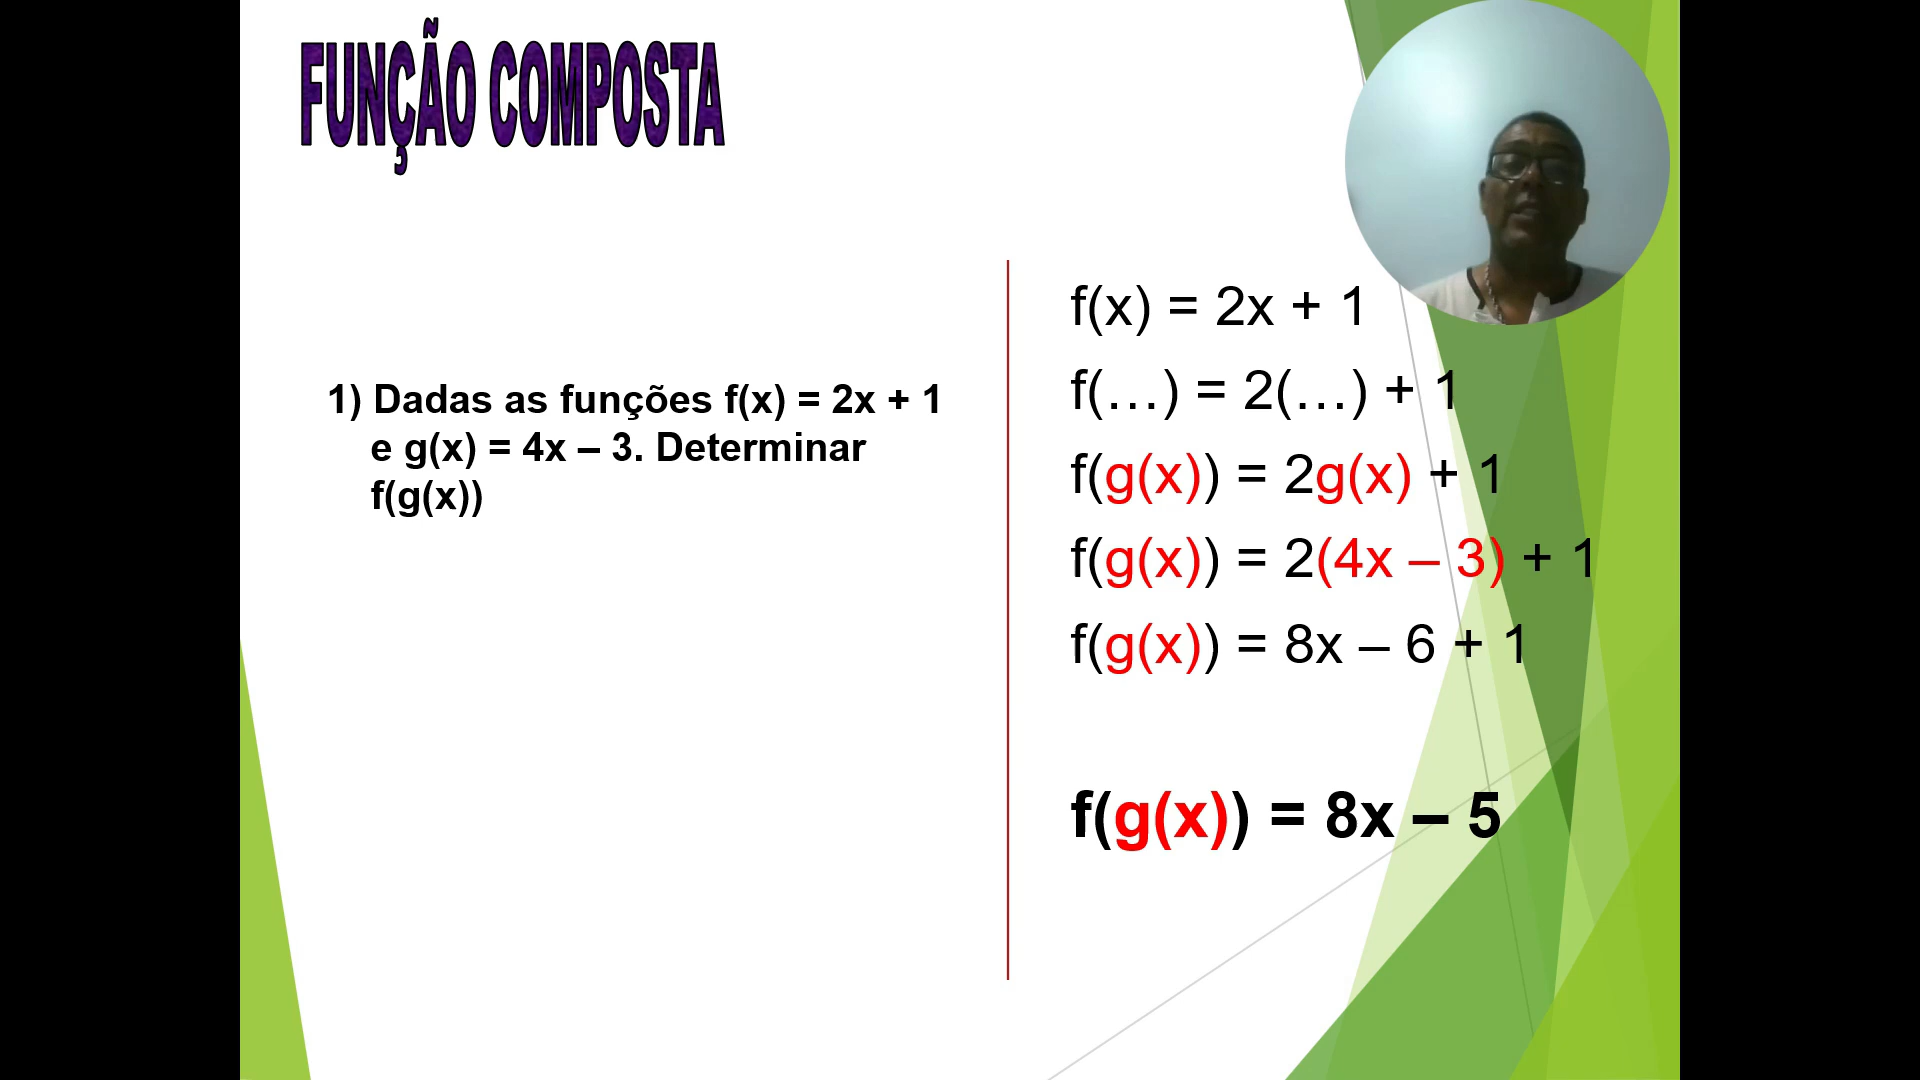 FUNÇÃO COMPOSTA
1) Dadas as funções f(x) = 2x + 1
e g(x) = 4x – 3. Determinar
f(g(x))
f(x) = 2x + 1
f(…) = 2(…) + 1
f(g(x)) = 2g(x) + 1
f(g(x)) = 2(4x – 3) + 1
f(g(x)) = 8x – 6 + 1
f(g(x)) = 8x – 5